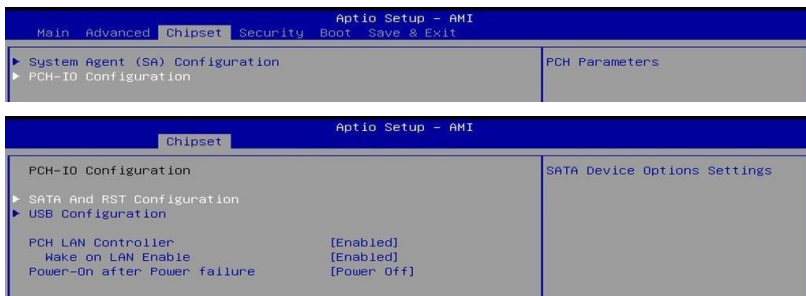 Aptio Setup – AMI
Main Advanced Chipset Security Boot Save & Exit
System Agent (SA) Configuration
PCH Parameters
PCH-IO Configuration
Aptio Setup – AMI
Chipset
PCH-IO Configuration
SATA Device Options Settings
SATA And RST Configuration
USB Configuration
PCH LAN Controller [Enabled]
Wake on LAN Enable [Enabled]
Power-On after Power failure [Power Off]